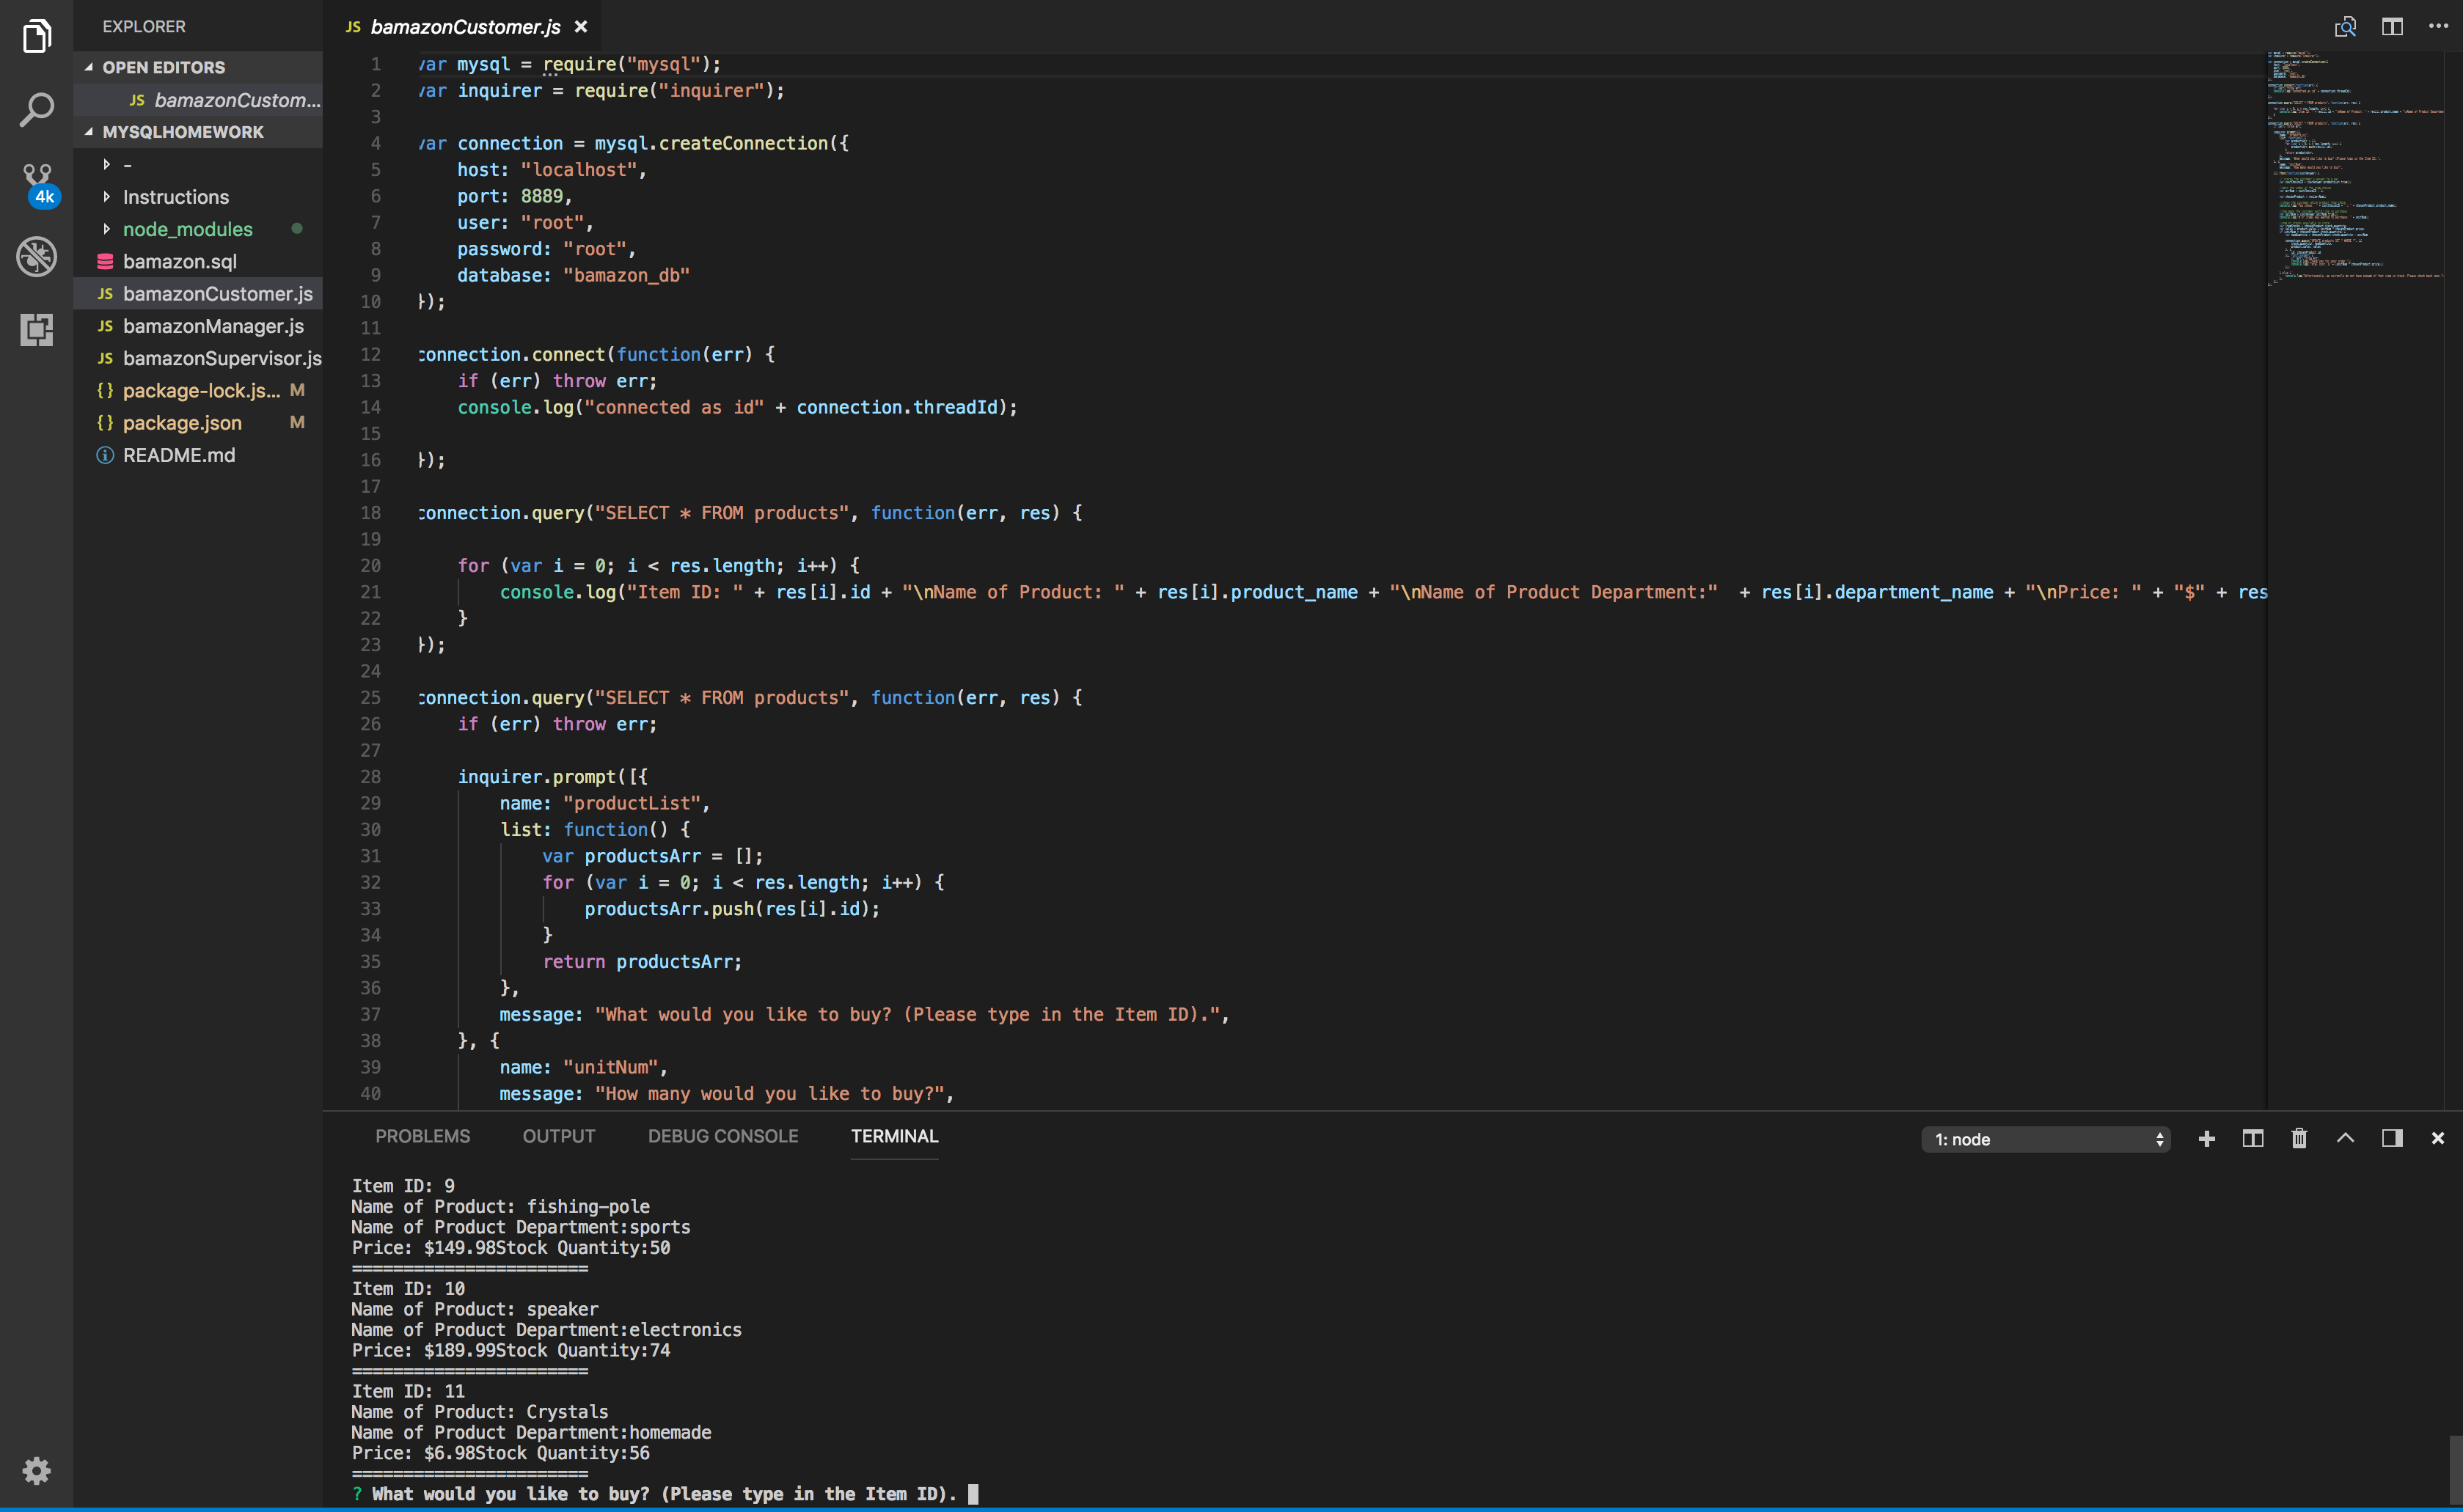 EXPLORER
OPEN EDITORS
JS bamazonCustom...
MYSQLHOMEWORK
-
Instructions
node_modules
bamazon.sql
JS bamazonCustomer.js
JS bamazonManager.js
JS bamazonSupervisor.js
{} package-lock.js... M
{} package.json M
README.md
4k
JS bamazonCustomer.js
1 var mysql = require("mysql");
2 var inquirer = require("inquirer");
3
4 var connection = mysql.createConnection({
5 host: "localhost",
6 port: 8889,
7 user: "root",
8 password: "root",
9 database: "bamazon_db"
10 });
11
12 connection.connect(function(err) {
13 if (err) throw err;
14 console.log("connected as id" + connection.threadId);
15
16 });
17
18 connection.query("SELECT * FROM products", function(err, res) {
19
20 for (var i = 0; i < res.length; i++) {
21 console.log("Item ID: " + res[i].id + "\nName of Product: " + res[i].product_name + "\nName of Product Department:"  + res[i].department_name + "\nPrice: " + "$" + res
22 }
23 });
24
25 connection.query("SELECT * FROM products", function(err, res) {
26 if (err) throw err;
27
28 inquirer.prompt([{
29 name: "productList",
30 list: function() {
31 var productsArr = [];
32 for (var i = 0; i < res.length; i++) {
33 productsArr.push(res[i].id);
34 }
35 return productsArr;
36 },
37 message: "What would you like to buy? (Please type in the Item ID).",
38 }, {
39 name: "unitNum",
40 message: "How many would you like to buy?",
PROBLEMS OUTPUT DEBUG CONSOLE TERMINAL 1: node
Item ID: 9
Name of Product: fishing-pole
Name of Product Department:sports
Price: $149.98Stock Quantity:50
=======================
Item ID: 10
Name of Product: speaker
Name of Product Department:electronics
Price: $189.99Stock Quantity:74
=======================
Item ID: 11
Name of Product: Crystals
Name of Product Department:homemade
Price: $6.98Stock Quantity:56
=======================
? What would you like to buy? (Please type in the Item ID).